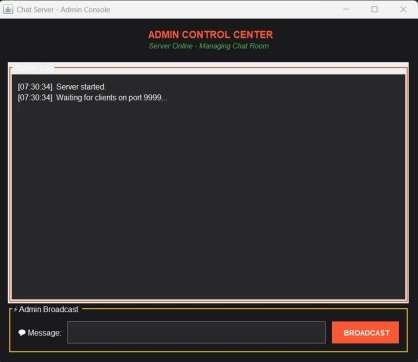 Chat Server - Admin Console
ADMIN CONTROL CENTER
Server Online - Managing Chat Room
[07:30:34] Server started.
[07:30:34] Waiting for clients on port 9999...
⚡Admin Broadcast
💬 Message:
BROADCAST